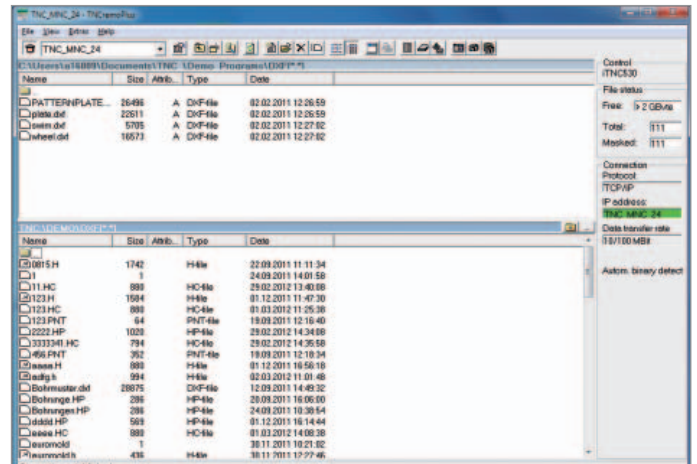 TNC_MNC_24 - TNCremoPlus
File View Extras Help
TNC_MNC_24
C:\Users\a16889\Documents\TNC \Demo Programs\DXF\*.*]
Name Size Attrib... Type Date
..
PATTERNPLATE... 26496 A DXF-file 02.02.2011 12:26:59
plate.dxf 22611 A DXF-file 02.02.2011 12:26:59
swim.dxf 5705 A DXF-file 02.02.2011 12:27:02
wheel.dxf 16573 A DXF-file 02.02.2011 12:27:02
TNC:\DEMO\DXF[*.*]
Name Size Attrib... Type Date
0815.H 1742 H-file 22.09.2011 11:11:34
1 1 24.09.2011 14:01:58
11.HC 880 HC-file 29.02.2012 13:40:08
123.H 1504 H-file 01.12.2011 11:47:30
123.HC 880 HC-file 01.03.2012 11:25:38
123.PNT 64 PNT-file 19.09.2011 12:16:40
2222.HP 1020 HP-file 29.02.2012 14:34:08
3333341.HC 794 HC-file 29.02.2012 14:35:58
456.PNT 352 PNT-file 19.09.2011 12:18:34
aaaa.h 880 H-file 01.12.2011 16:56:18
adfg.h 994 H-file 02.03.2012 11:01:48
Bohrmuster.dxf 28875 DXF-file 12.09.2011 14:49:32
Bohrunge.HP 286 HP-file 20.09.2011 16:06:00
Bohrungen.HP 286 HP-file 24.09.2011 10:38:54
dddd.HP 569 HP-file 01.12.2011 16:14:44
eeee.HC 880 HC-file 01.03.2012 14:08:38
euromold 1 30.11.2011 10:21:02
euromold.h 436 H-file 30.11.2011 12:27:46
Control
iTNC530
File status
Free: > 2 GByte
Total: 111
Masked: 111
Connection
Protocol:
TCP/IP
IP address:
TNC MNC 24
Data transfer rate
10/100 MBit
Autom. binary detect